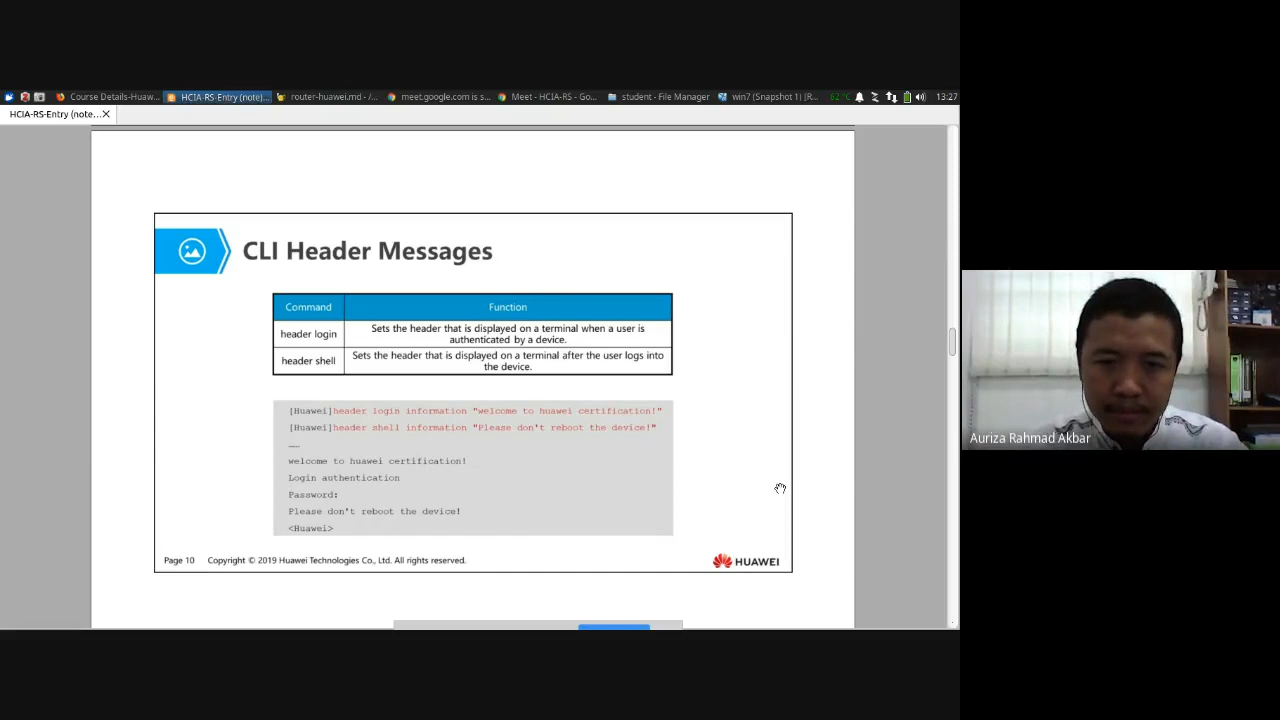 Course Details-Huaw...
HCIA-RS-Entry (note)...
router-huawei.md - /...
meet.google.com is s...
Meet - HCIA-RS - Go...
student - File Manager
win7 (Snapshot 1) [R...
62 °C
13:27
HCIA-RS-Entry (note...
CLI Header Messages
Command Function
header login Sets the header that is displayed on a terminal when a user is
authenticated by a device.
header shell Sets the header that is displayed on a terminal after the user logs into
the device.
[Huawei]header login information "welcome to huawei certification!"
[Huawei]header shell information "Please don't reboot the device!"
……
welcome to huawei certification!
Login authentication
Password:
Please don't reboot the device!
<Huawei>
Page 10 Copyright © 2019 Huawei Technologies Co., Ltd. All rights reserved.
HUAWEI
Auriza Rahmad Akbar